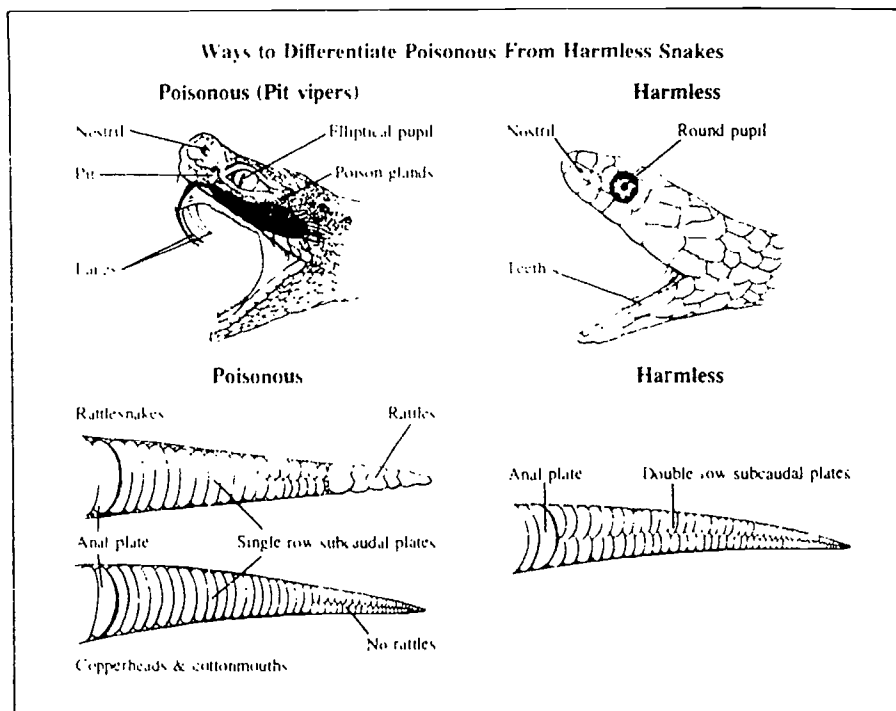 Ways to Differentiate Poisonous From Harmless Snakes
Poisonous (Pit vipers)
Nostril
Elliptical pupil
Pit
Poison glands
Fangs
Harmless
Nostril
Round pupil
Teeth
Poisonous
Rattlesnakes
Rattles
Anal plate
Single row subcaudal plates
No rattles
Copperheads & cottonmouths
Harmless
Anal plate
Double row subcaudal plates